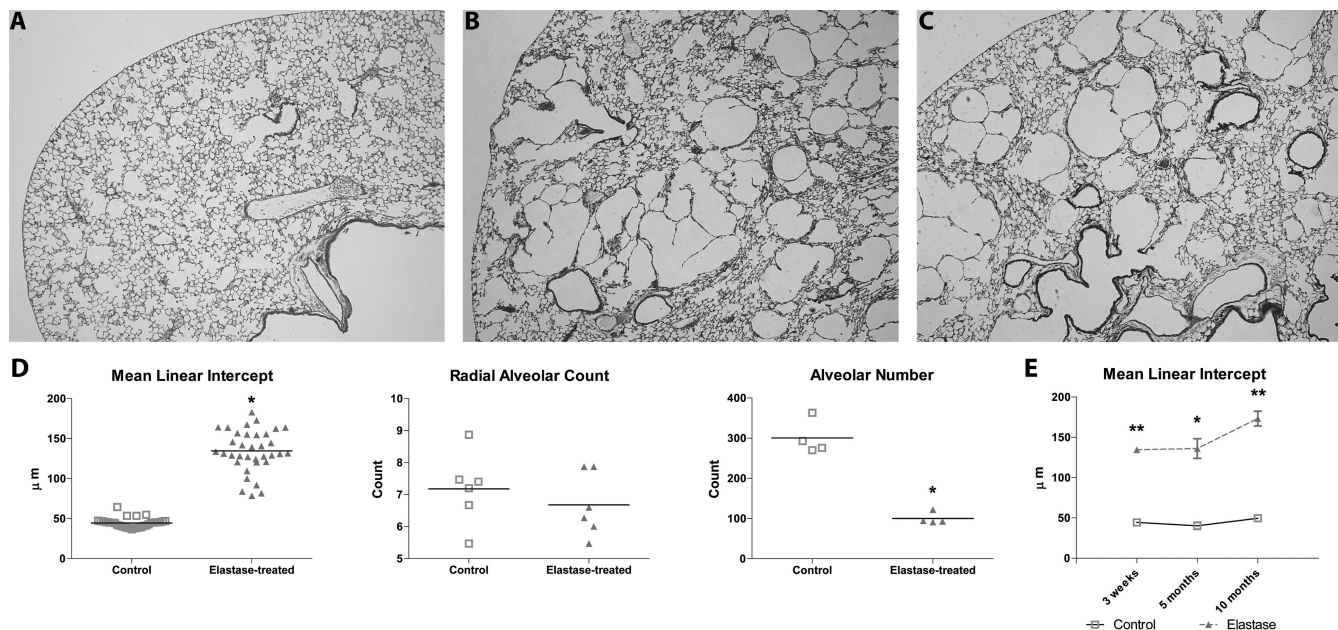 A
B
C
D
Mean Linear Intercept
μ m
200
150
100
50
0
*
Control
Elastase-treated
Radial Alveolar Count
Count
10
9
8
7
6
5
Control
Elastase-treated
Alveolar Number
Count
400
300
200
100
0
*
Control
Elastase-treated
E
Mean Linear Intercept
μ m
200
150
100
50
0
**
*
**
3 weeks
5 months
10 months
Control
Elastase